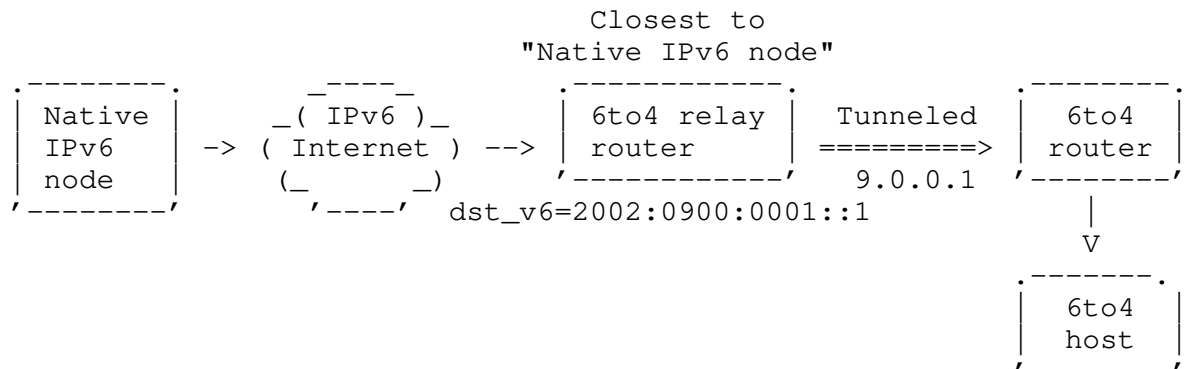 Closest to
"Native IPv6 node"
Native
IPv6
node
->
_( IPv6 )_
( Internet )
(_ _)
-->
6to4 relay
router
Tunneled
=========>
9.0.0.1
6to4
router
dst_v6=2002:0900:0001::1
|
V
6to4
host